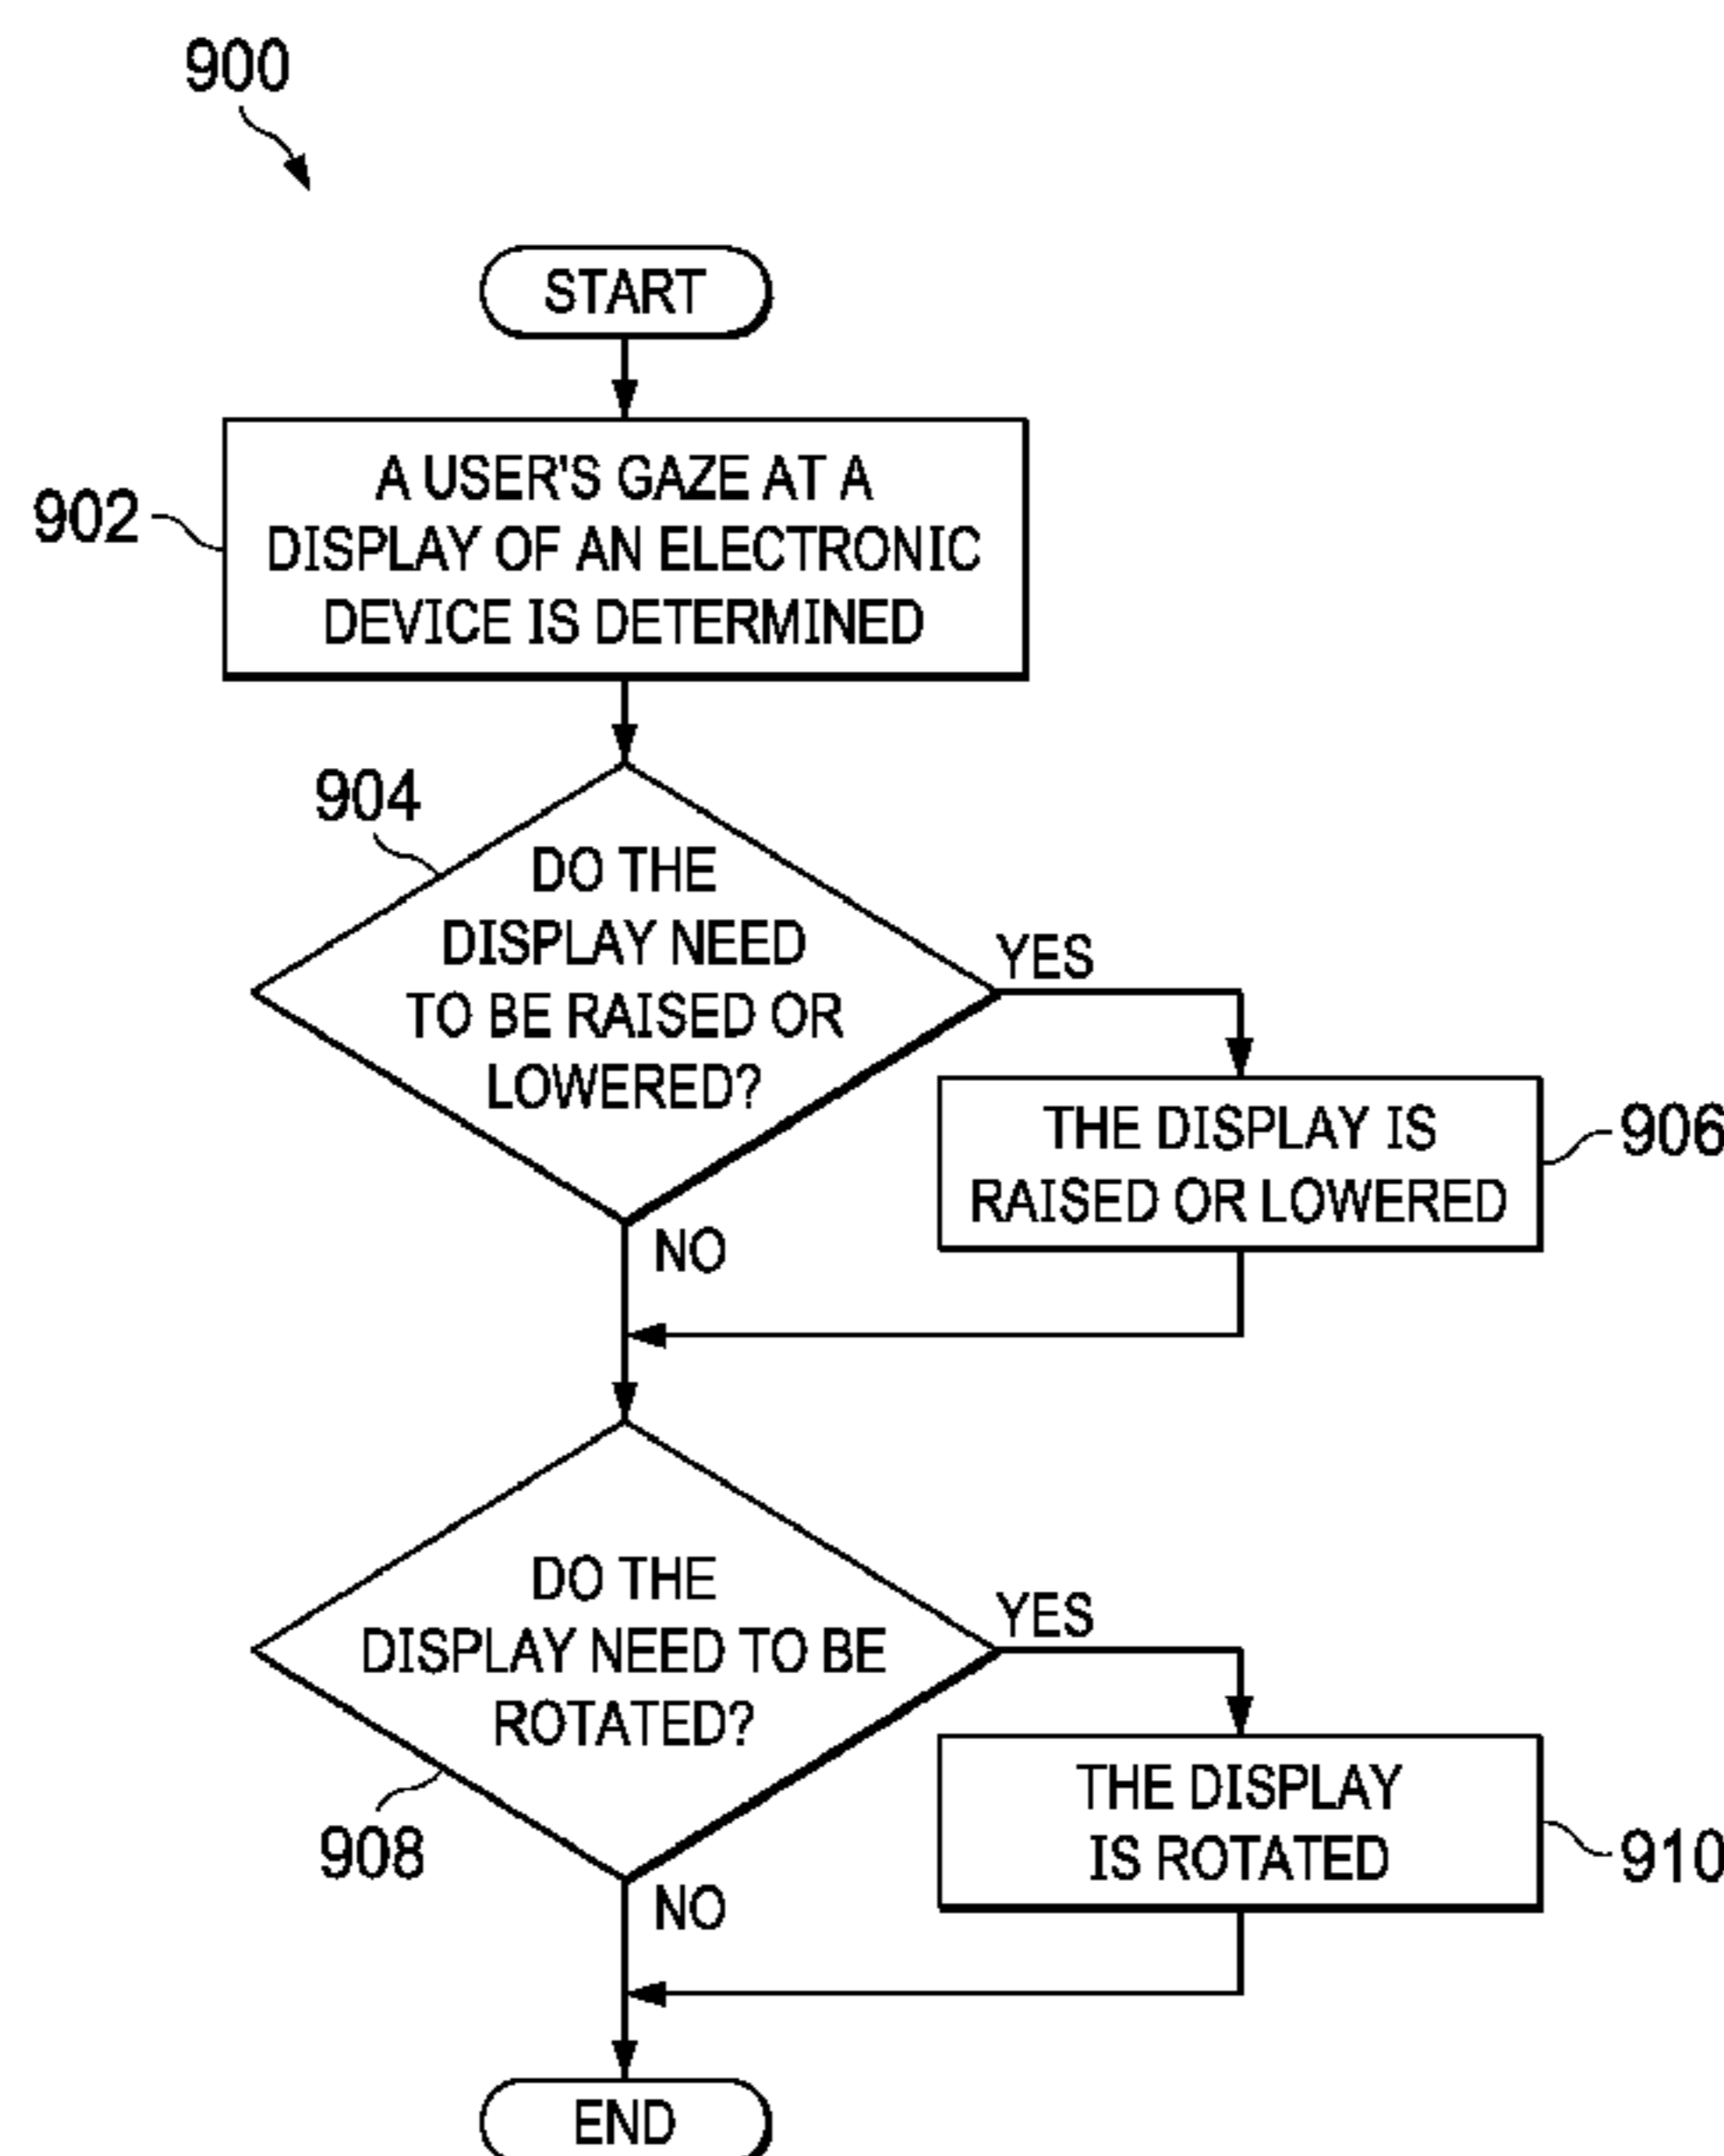 900
START
902
A USER'S GAZE AT A
DISPLAY OF AN ELECTRONIC
DEVICE IS DETERMINED
904
DO THE
DISPLAY NEED
TO BE RAISED OR
LOWERED?
YES
THE DISPLAY IS
RAISED OR LOWERED
906
NO
DO THE
DISPLAY NEED TO BE
ROTATED?
YES
908
THE DISPLAY
IS ROTATED
910
NO
END